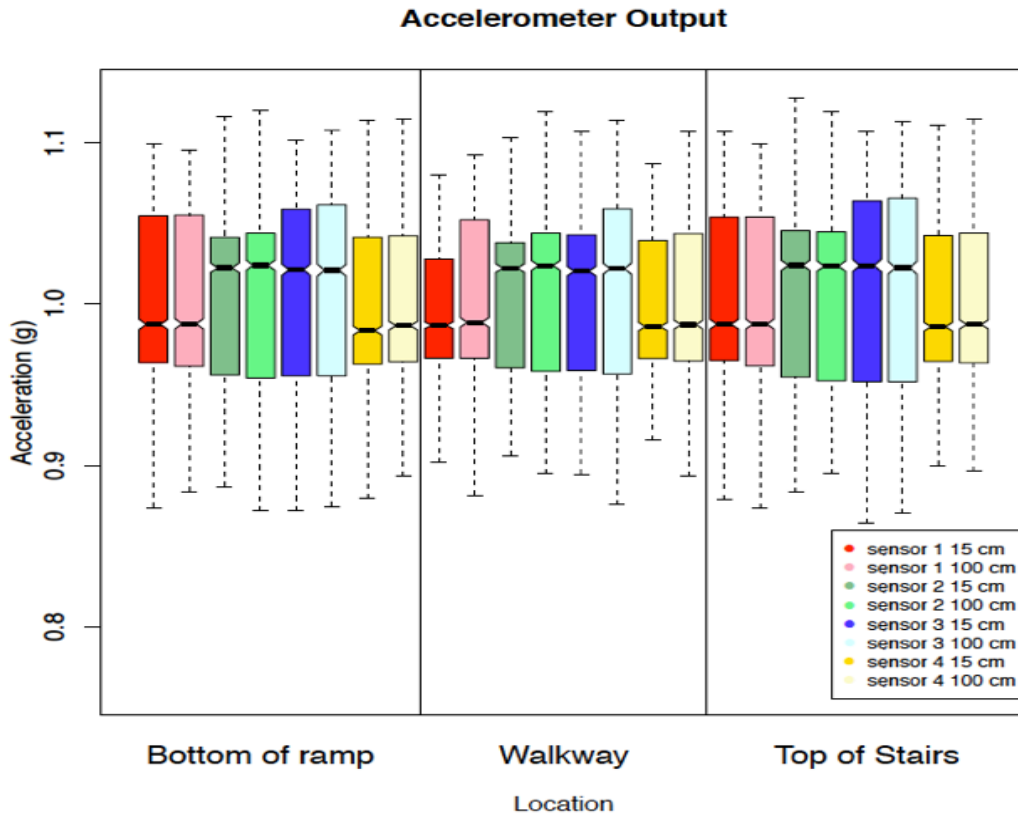 Accelerometer Output
Acceleration (g)
1.1
1.0
0.9
0.8
sensor 1 15 cm
sensor 1 100 cm
sensor 2 15 cm
sensor 2 100 cm
sensor 3 15 cm
sensor 3 100 cm
sensor 4 15 cm
sensor 4 100 cm
Bottom of ramp
Walkway
Top of Stairs
Location